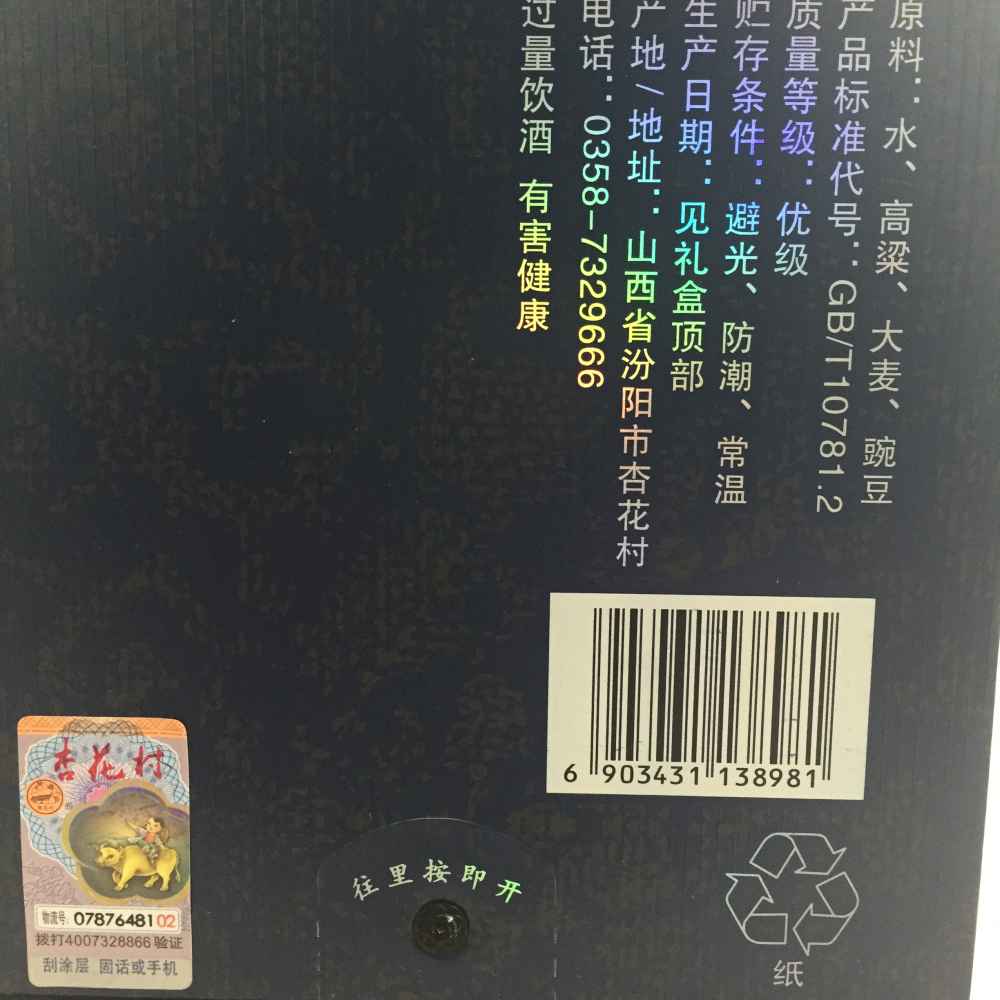 原料：水、高粱、大麦、豌豆
产品标准代号：GB/T10781.2
质量等级：优级
贮存条件：避光、防潮、常温
生产日期：见礼盒顶部
产地/地址：山西省汾阳市杏花村
电话：0358-7329666
过量饮酒 有害健康
6 903431 138981
杏花村
物流号: 0787648102
拨打4007328866验证
刮涂层 固话或手机
往里按即开
纸